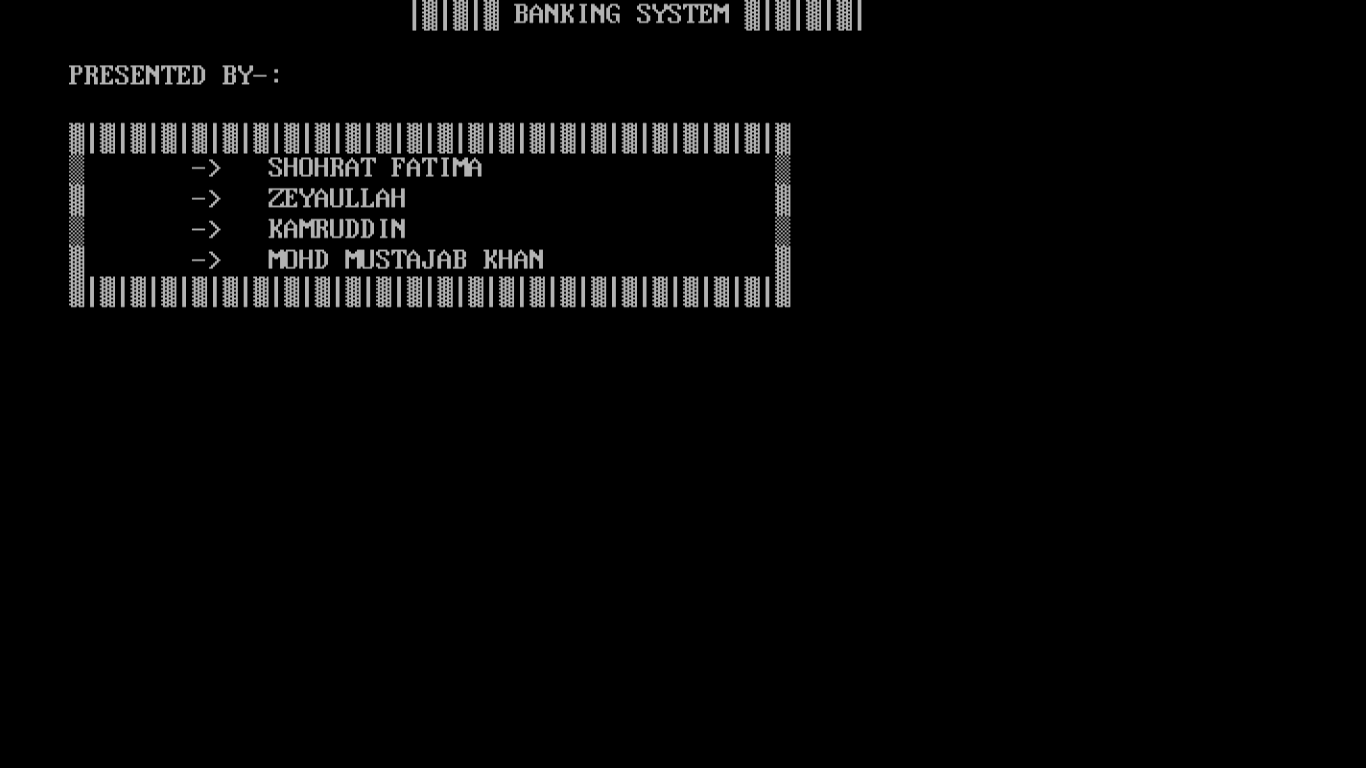 BANKING SYSTEM
PRESENTED BY-:
-> SHOHRAT FATIMA
-> ZEYAULLAH
-> KAMRUDDIN
-> MOHD MUSTAJAB KHAN